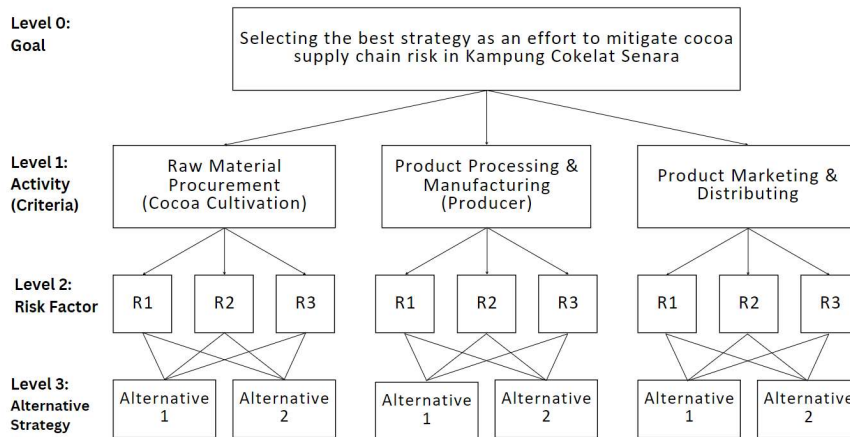 Level 0:
Goal
Selecting the best strategy as an effort to mitigate cocoa
supply chain risk in Kampung Cokelat Senara
Level 1:
Activity
(Criteria)
Raw Material
Procurement
(Cocoa Cultivation)
Product Processing &
Manufacturing
(Producer)
Product Marketing &
Distributing
Level 2:
Risk Factor
R1
R2
R3
R1
R2
R3
R1
R2
R3
Level 3:
Alternative
Strategy
Alternative
1
Alternative
2
Alternative
1
Alternative
2
Alternative
1
Alternative
2